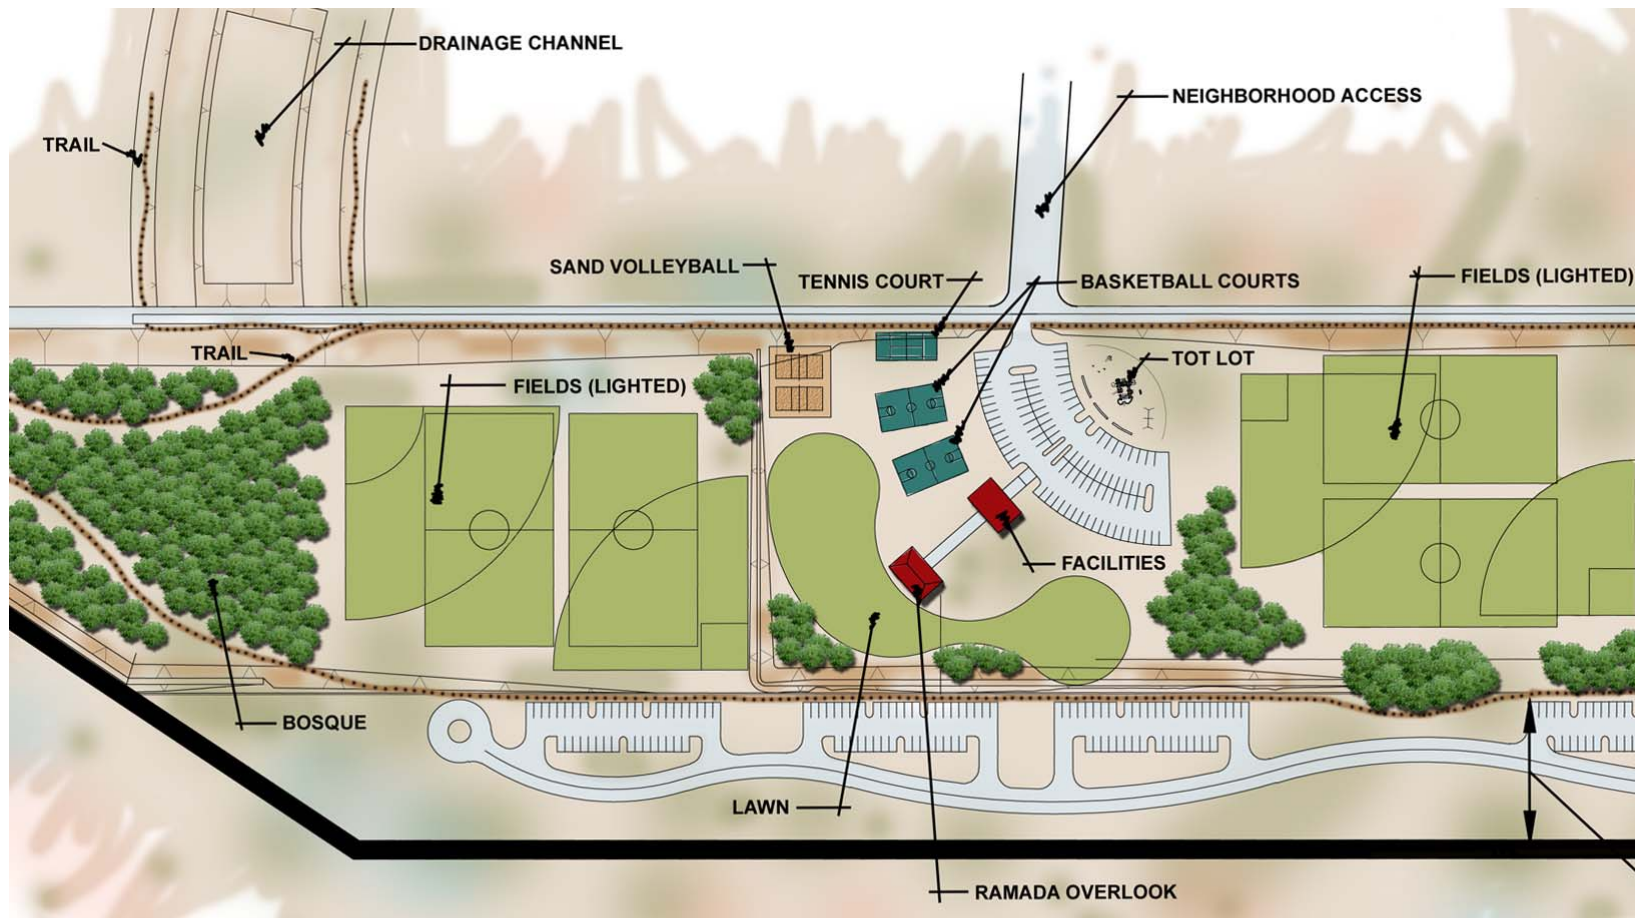 DRAINAGE CHANNEL
NEIGHBORHOOD ACCESS
TRAIL
SAND VOLLEYBALL
TENNIS COURT
BASKETBALL COURTS
FIELDS (LIGHTED)
TRAIL
TOT LOT
FIELDS (LIGHTED)
FACILITIES
BOSQUE
LAWN
RAMADA OVERLOOK